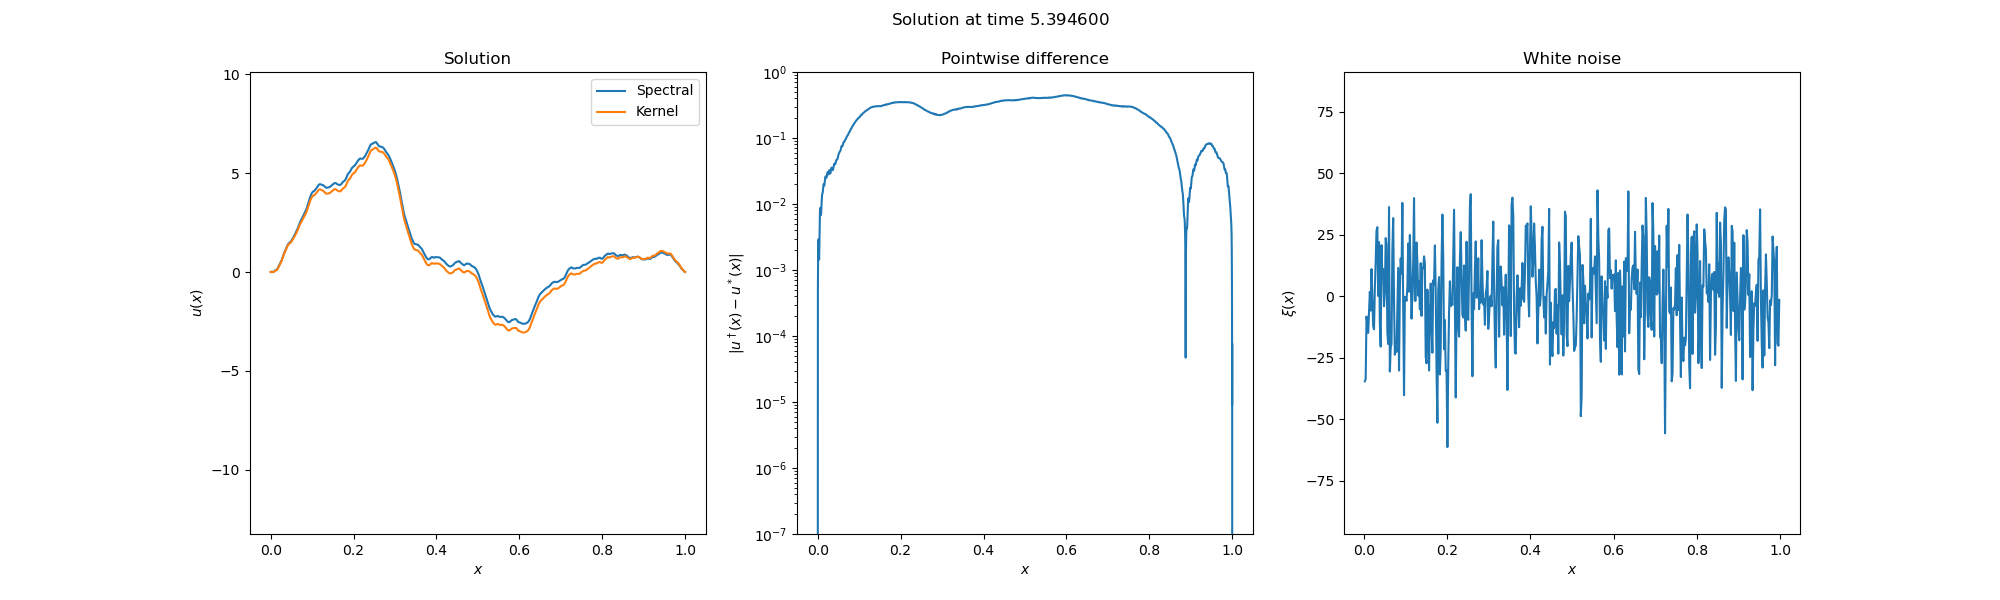 Solution at time 5.394600
Solution
10
5
0
−5
−10
0.0 0.2 0.4 0.6 0.8 1.0
x
u(x)
Spectral
Kernel
Pointwise difference
10⁰
10⁻¹
10⁻²
10⁻³
10⁻⁴
10⁻⁵
10⁻⁶
10⁻⁷
0.0 0.2 0.4 0.6 0.8 1.0
x
|u†(x) − u*(x)|
White noise
75
50
25
0
−25
−50
−75
0.0 0.2 0.4 0.6 0.8 1.0
x
ξ(x)